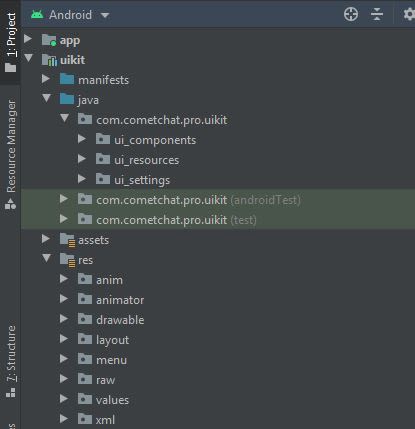 Android
1: Project
app
uikit
manifests
java
com.cometchat.pro.uikit
ui_components
ui_resources
ui_settings
com.cometchat.pro.uikit (androidTest)
com.cometchat.pro.uikit (test)
assets
res
anim
animator
drawable
layout
menu
raw
values
xml
Resource Manager
7: Structure